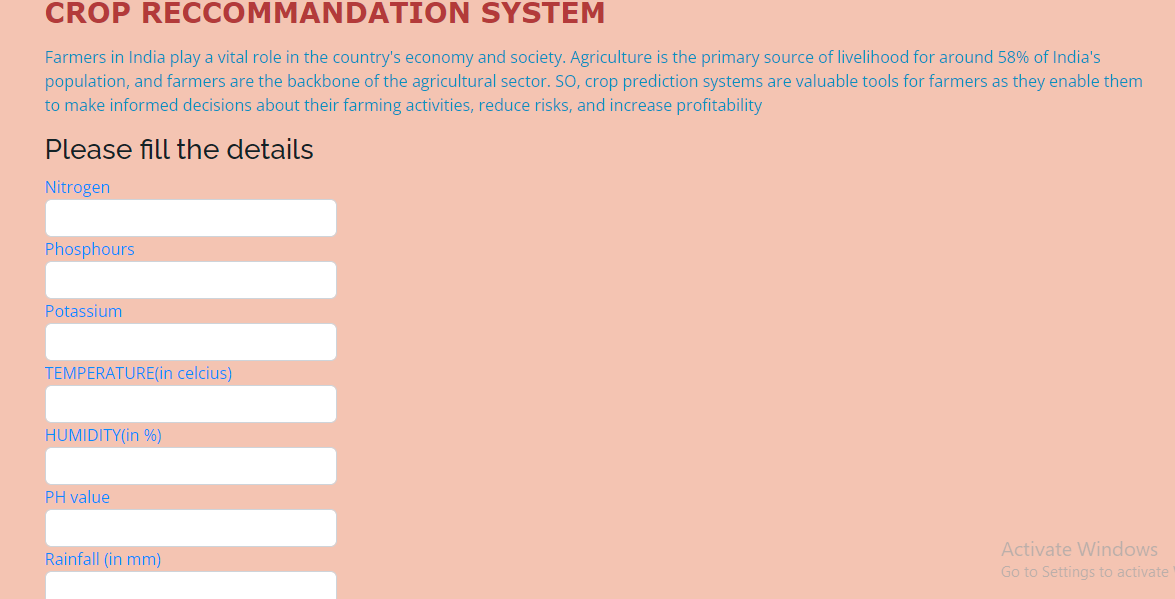 CROP RECCOMMANDATION SYSTEM
Farmers in India play a vital role in the country's economy and society. Agriculture is the primary source of livelihood for around 58% of India's
population, and farmers are the backbone of the agricultural sector. SO, crop prediction systems are valuable tools for farmers as they enable them
to make informed decisions about their farming activities, reduce risks, and increase profitability
Please fill the details
Nitrogen
Phosphours
Potassium
TEMPERATURE(in celcius)
HUMIDITY(in %)
PH value
Rainfall (in mm)
Activate Windows
Go to Settings to activate